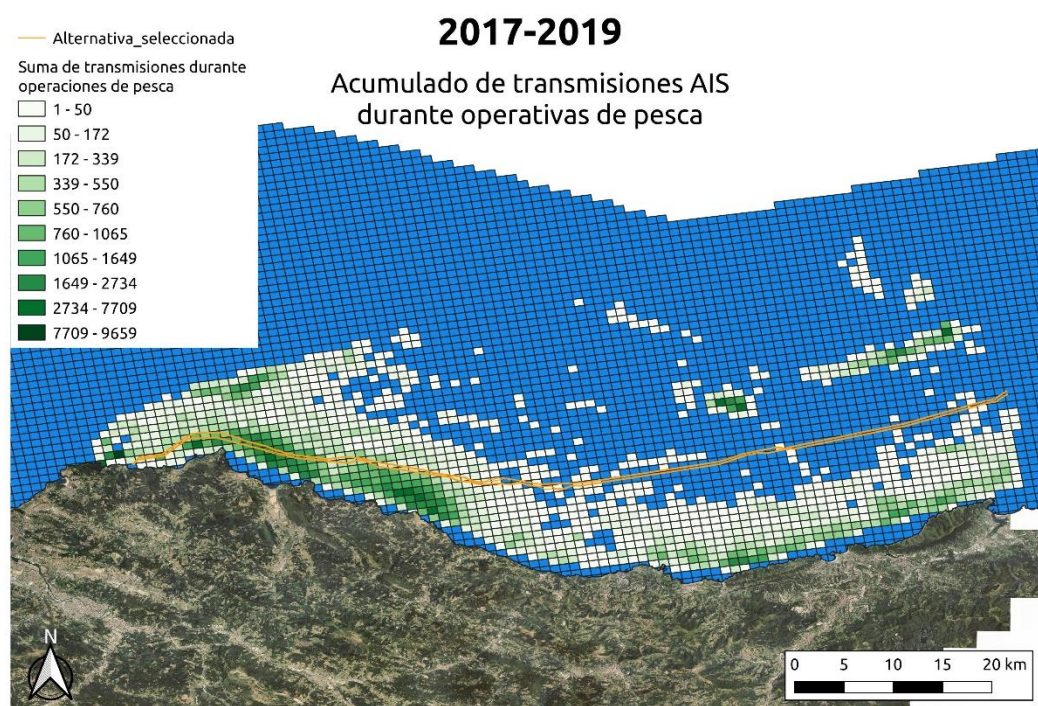 2017-2019
Acumulado de transmisiones AIS
durante operativas de pesca
Alternativa_seleccionada
Suma de transmisiones durante
operaciones de pesca
1 - 50
50 - 172
172 - 339
339 - 550
550 - 760
760 - 1065
1065 - 1649
1649 - 2734
2734 - 7709
7709 - 9659
N
0 5 10 15 20 km